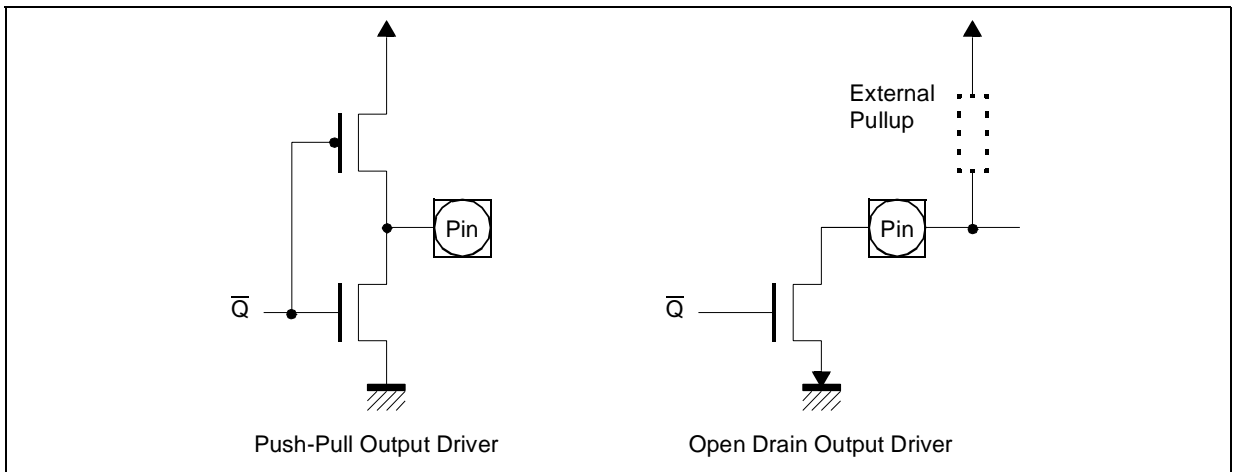 External
Pullup
Pin
Pin
Q̅
Q̅
Push-Pull Output Driver
Open Drain Output Driver